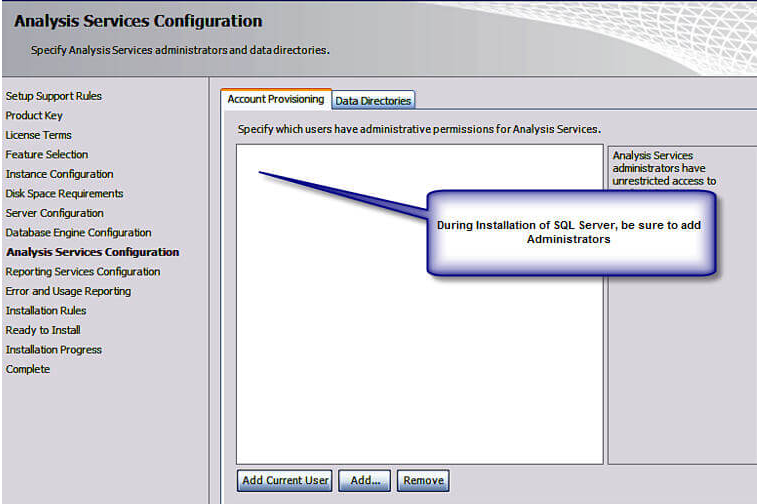 Analysis Services Configuration
Specify Analysis Services administrators and data directories.
Setup Support Rules
Product Key
License Terms
Feature Selection
Instance Configuration
Disk Space Requirements
Server Configuration
Database Engine Configuration
Analysis Services Configuration
Reporting Services Configuration
Error and Usage Reporting
Installation Rules
Ready to Install
Installation Progress
Complete
Account Provisioning
Data Directories
Specify which users have administrative permissions for Analysis Services.
Analysis Services
administrators have
unrestricted access to
During Installation of SQL Server, be sure to add
Administrators
Add Current User
Add...
Remove